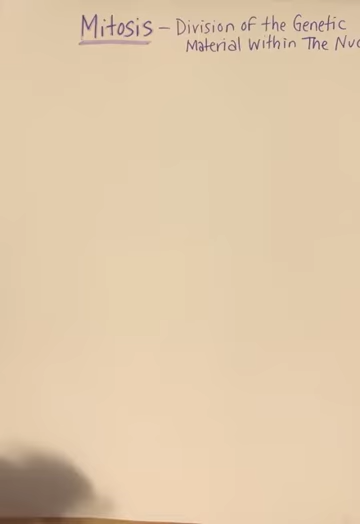 Mitosis – Division of the Genetic
Material Within The